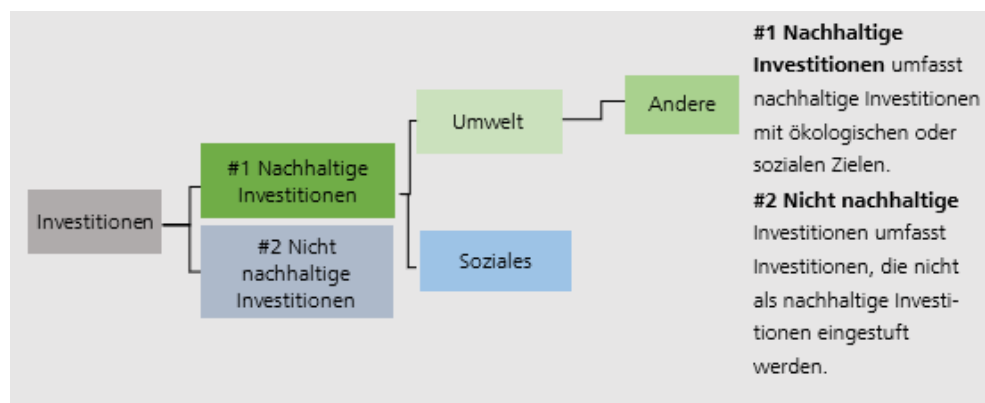 Investitionen
#1 Nachhaltige
Investitionen
#2 Nicht
nachhaltige
Investitionen
Umwelt
Andere
Soziales
#1 Nachhaltige
Investitionen umfasst
nachhaltige Investitionen
mit ökologischen oder
sozialen Zielen.
#2 Nicht nachhaltige
Investitionen umfasst
Investitionen, die nicht
als nachhaltige Investi-
tionen eingestuft
werden.